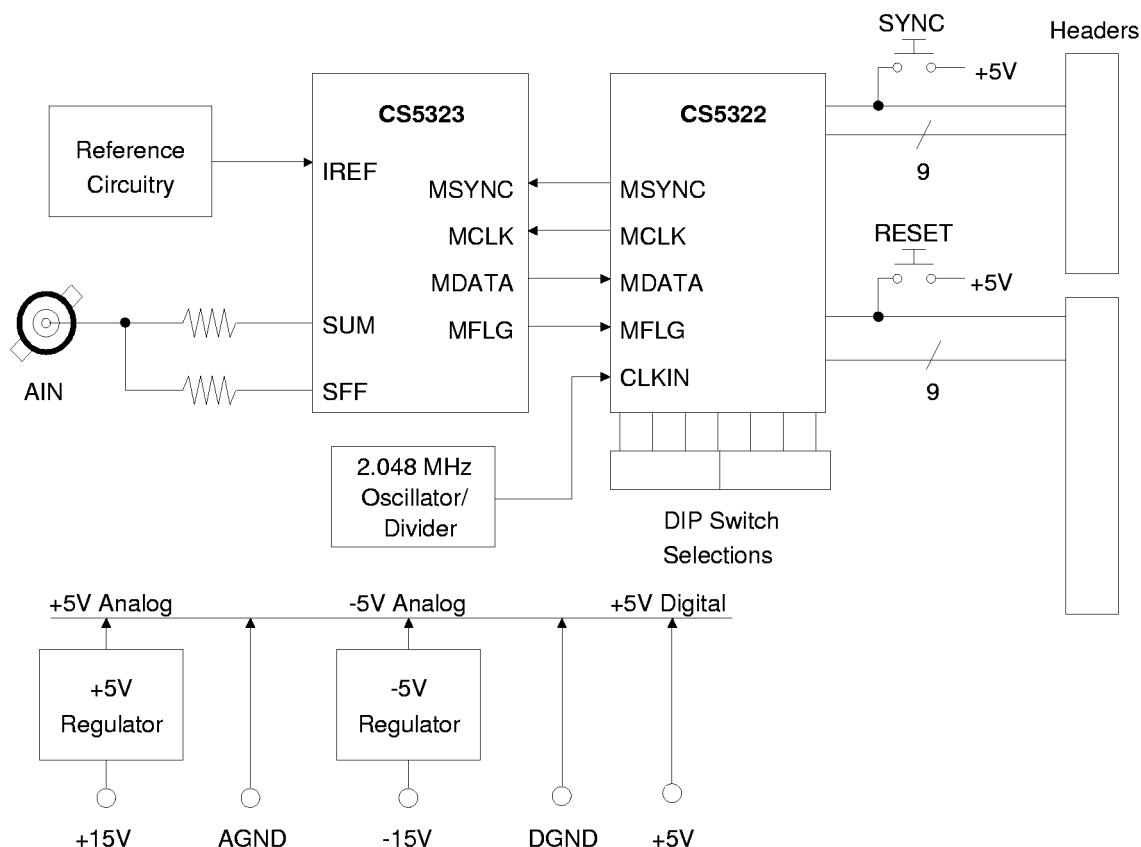 SYNC
Headers
+5V
CS5323
CS5322
Reference
Circuitry
IREF
9
MSYNC
MSYNC
MCLK
MCLK
RESET
MDATA
MDATA
+5V
SUM
MFLG
MFLG
AIN
SFF
CLKIN
9
2.048 MHz
Oscillator/
Divider
DIP Switch
Selections
+5V Analog
-5V Analog
+5V Digital
+5V
Regulator
-5V
Regulator
+15V
AGND
-15V
DGND
+5V